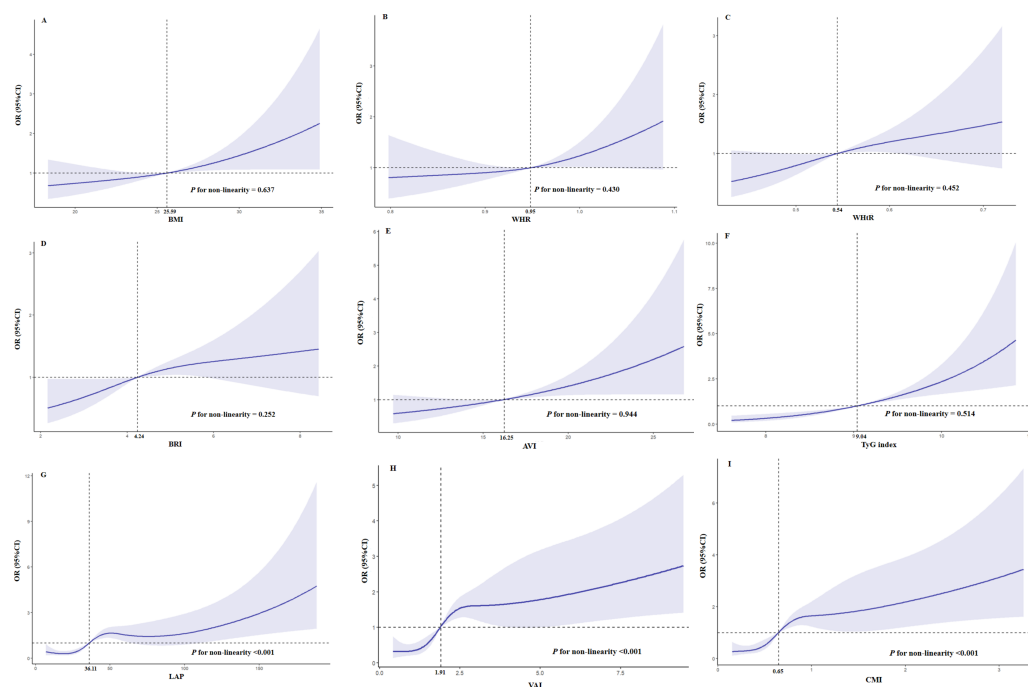 A
OR (95%CI)
4
3
2
1
P for non-linearity = 0.637
20
25
25.59
30
35
BMI
B
OR (95%CI)
3
2
1
P for non-linearity = 0.430
0.8
0.9
0.95
1.0
1.1
WHR
C
OR (95%CI)
3
1
P for non-linearity = 0.452
0.5
0.54
0.6
0.7
WHtR
D
OR (95%CI)
3
2
1
P for non-linearity = 0.252
2
4
4.24
6
8
BRI
E
OR (95%CI)
6
5
4
3
2
1
0
P for non-linearity = 0.944
10
15
16.25
20
25
AVI
F
OR (95%CI)
10.0
7.5
5.0
2.5
0.0
P for non-linearity = 0.514
8
9.04
10
TyG index
G
OR (95%CI)
12
9
6
3
0
P for non-linearity <0.001
0
36.11
50
LAP
H
OR (95%CI)
5
4
3
2
1
0
P for non-linearity <0.001
0.0
1.91
2.5
5.0
7.5
VAI
I
OR (95%CI)
6
4
2
0
P for non-linearity <0.001
0
0.65
1
2
3
CMI